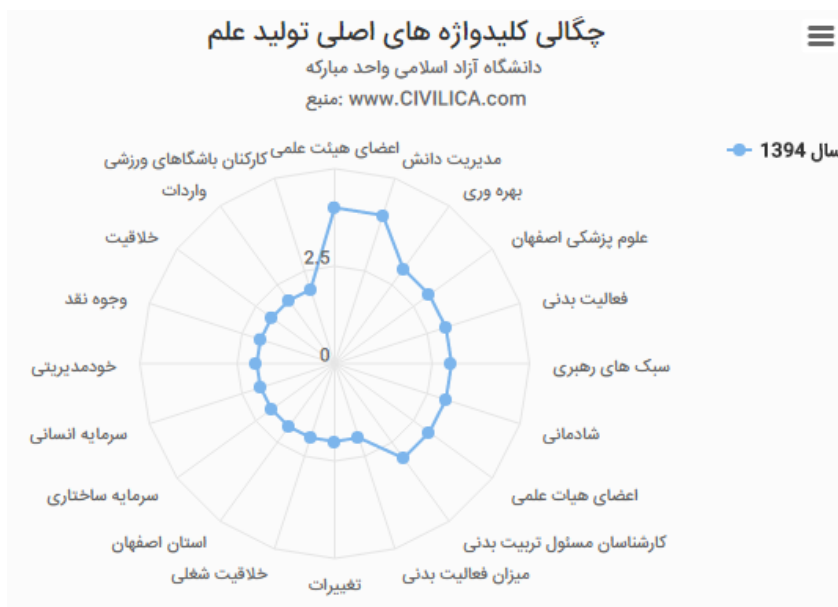 چگالی کلیدواژه های اصلی تولید علم
دانشگاه آزاد اسلامی واحد مبارکه
منبع: www.CIVILICA.com
سال 1394
اعضای هیئت علمی
مدیریت دانش
بهره وری
علوم پزشکی اصفهان
فعالیت بدنی
سبک های رهبری
شادمانی
اعضای هیات علمی
کارشناسان مسئول تربیت بدنی
میزان فعالیت بدنی
تغییرات
خلاقیت شغلی
استان اصفهان
سرمایه ساختاری
سرمایه انسانی
خودمدیریتی
وجوه نقد
خلاقیت
واردات
کارکنان باشگاهای ورزشی
2.5
0